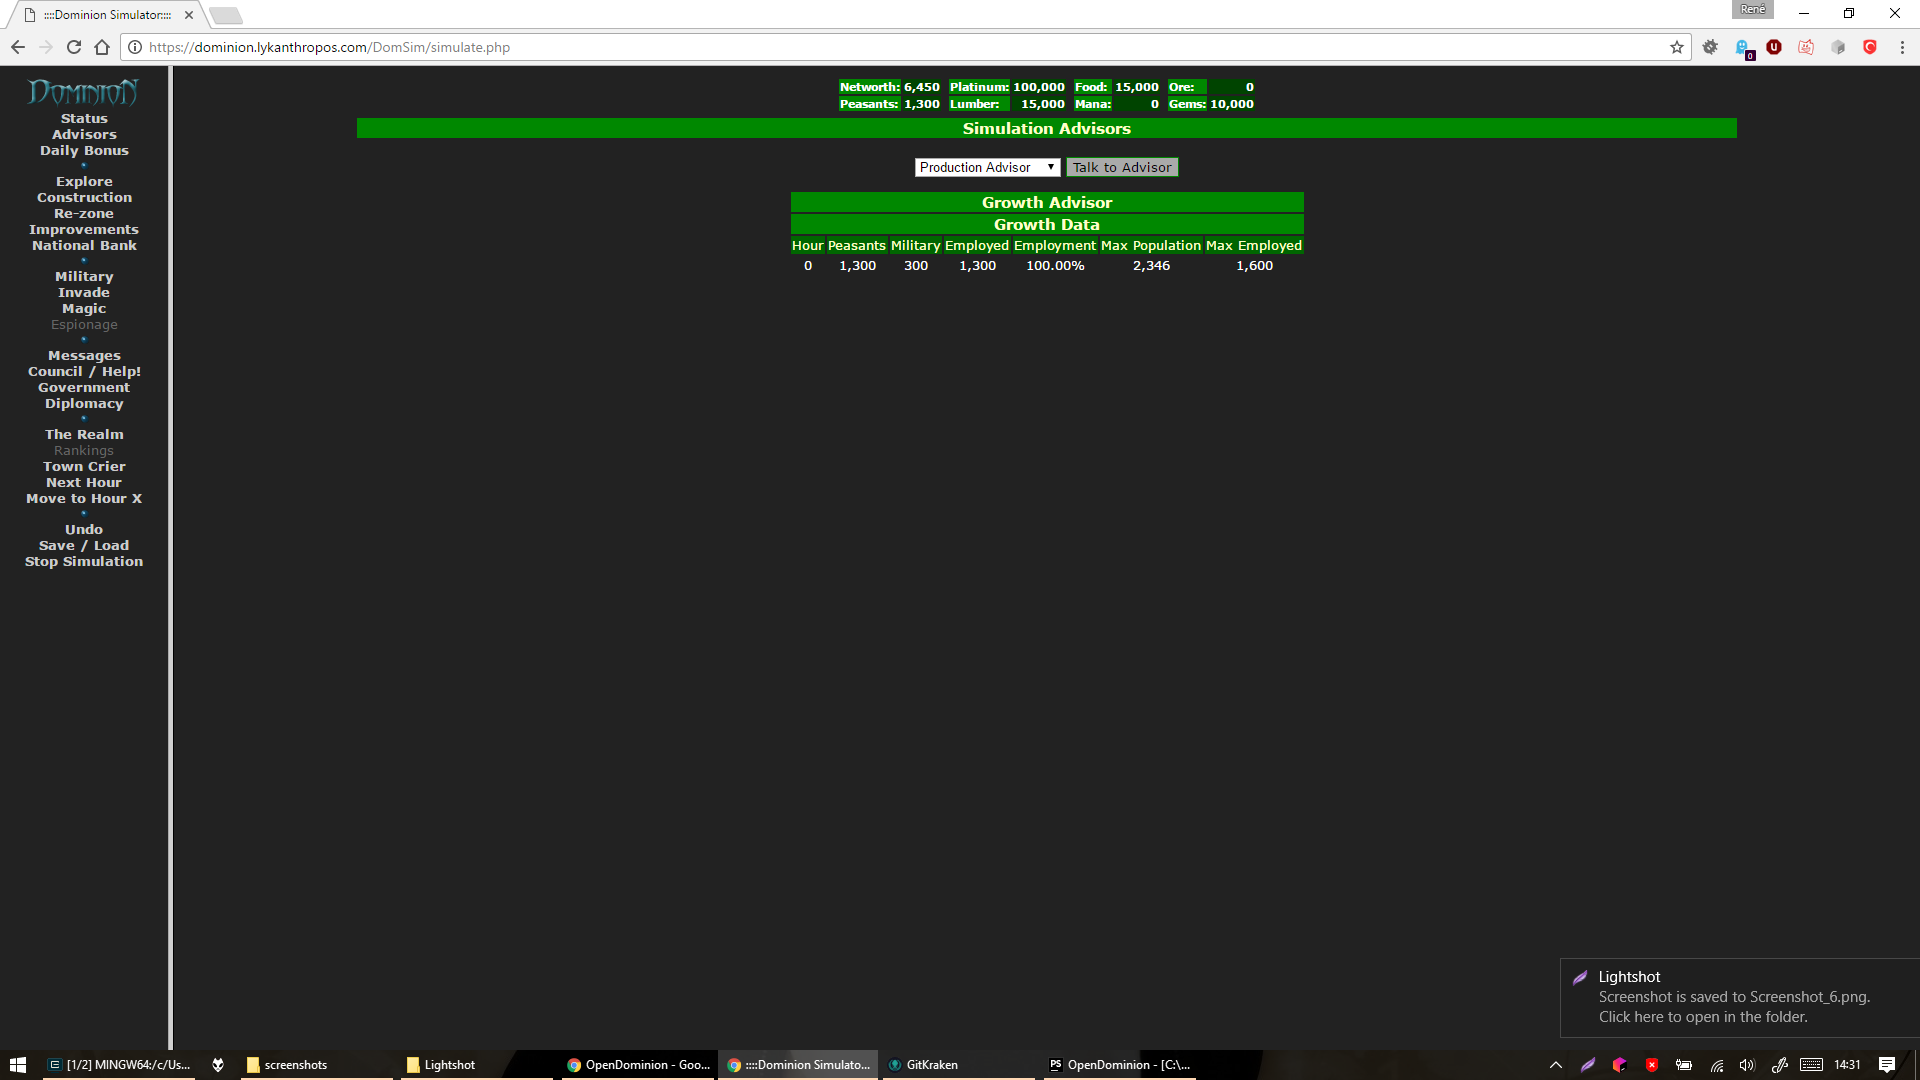 ::::Dominion Simulator::::
René
https://dominion.lykanthropos.com/DomSim/simulate.php
0
DOMINION
Status
Advisors
Daily Bonus
Explore
Construction
Re-zone
Improvements
National Bank
Military
Invade
Magic
Espionage
Messages
Council / Help!
Government
Diplomacy
The Realm
Rankings
Town Crier
Next Hour
Move to Hour X
Undo
Save / Load
Stop Simulation
Networth: 6,450 Platinum: 100,000 Food: 15,000 Ore: 0
Peasants: 1,300 Lumber: 15,000 Mana: 0 Gems: 10,000
Simulation Advisors
Production Advisor Talk to Advisor
Growth Advisor
Growth Data
Hour Peasants Military Employed Employment Max Population Max Employed
0 1,300 300 1,300 100.00% 2,346 1,600
Lightshot
Screenshot is saved to Screenshot_6.png.
Click here to open in the folder.
[1/2] MINGW64:/c/Us... screenshots Lightshot OpenDominion - Goo... ::::Dominion Simulato... GitKraken PS OpenDominion - [C:\... 14:31